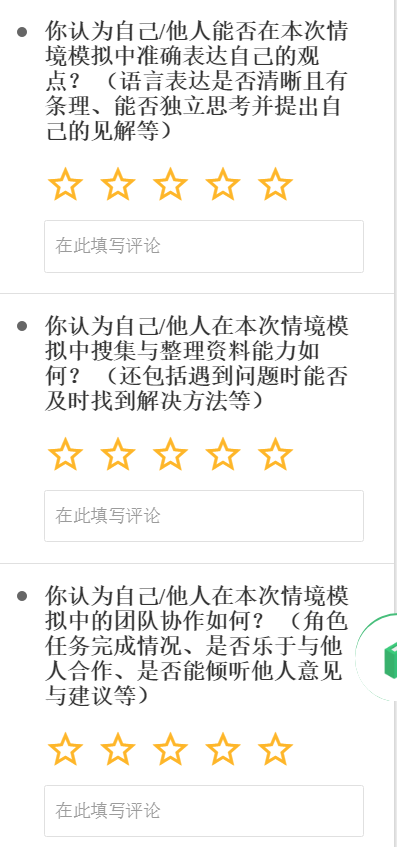 你认为自己/他人能否在本次情
境模拟中准确表达自己的观
点？（语言表达是否清晰且有
条理、能否独立思考并提出自
己的见解等）
在此填写评论
你认为自己/他人在本次情境模
拟中搜集与整理资料能力如
何？（还包括遇到问题时能否
及时找到解决方法等）
在此填写评论
你认为自己/他人在本次情境模
拟中的团队协作如何？（角色
任务完成情况、是否乐于与他
人合作、是否能倾听他人意见
与建议等）
在此填写评论